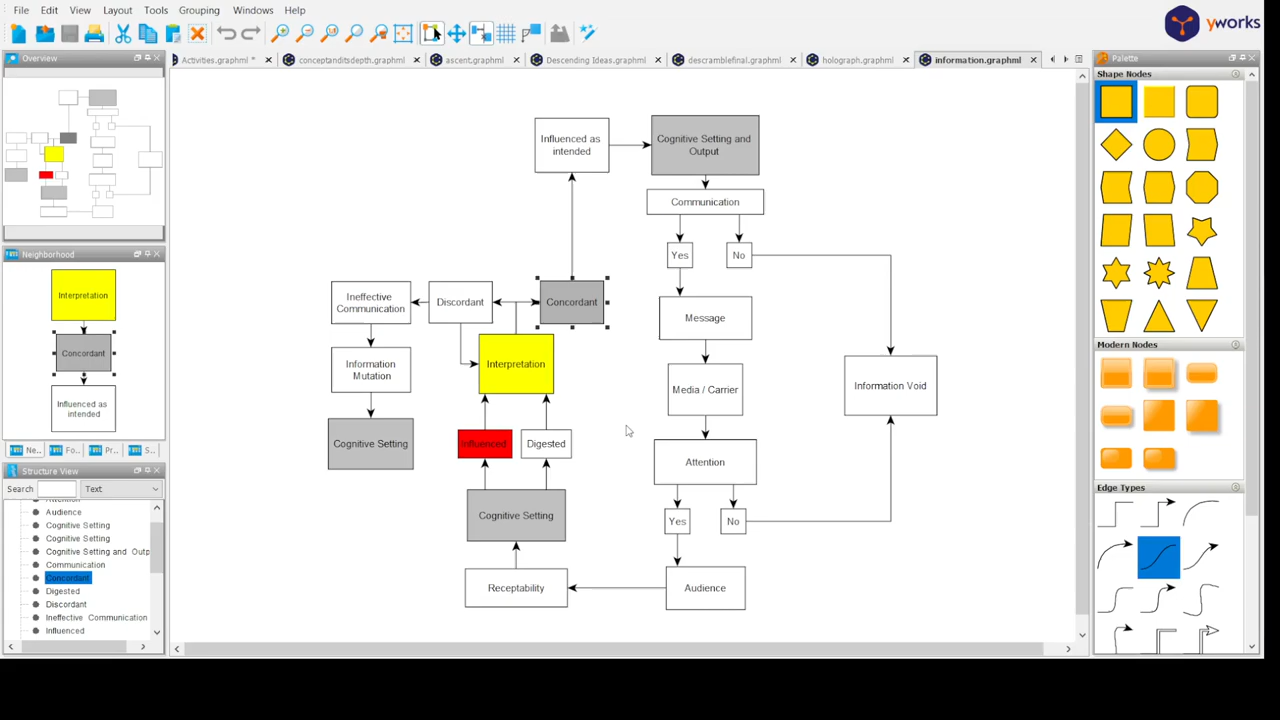 File Edit View Layout Tools Grouping Windows Help
yworks
Overview
Activities.graphml *
conceptanditsdepth.graphml
ascent.graphml
Descending Ideas.graphml
descramblefinal.graphml
holograph.graphml
information.graphml
Palette
Shape Nodes
Influenced as
intended
Cognitive Setting and
Output
Communication
Yes
No
Neighborhood
Interpretation
Concordant
Influenced as
intended
Ineffective
Communication
Discordant
Concordant
Message
Information
Mutation
Interpretation
Media / Carrier
Information Void
Modern Nodes
Cognitive Setting
Influenced
Digested
Attention
Ne...
Fo...
Pr...
S...
Structure View
Search
Text
Attention
Audience
Cognitive Setting
Cognitive Setting
Cognitive Setting and Outp
Communication
Concordant
Digested
Discordant
Ineffective Communication
Influenced
Cognitive Setting
Yes
No
Receptability
Audience
Edge Types